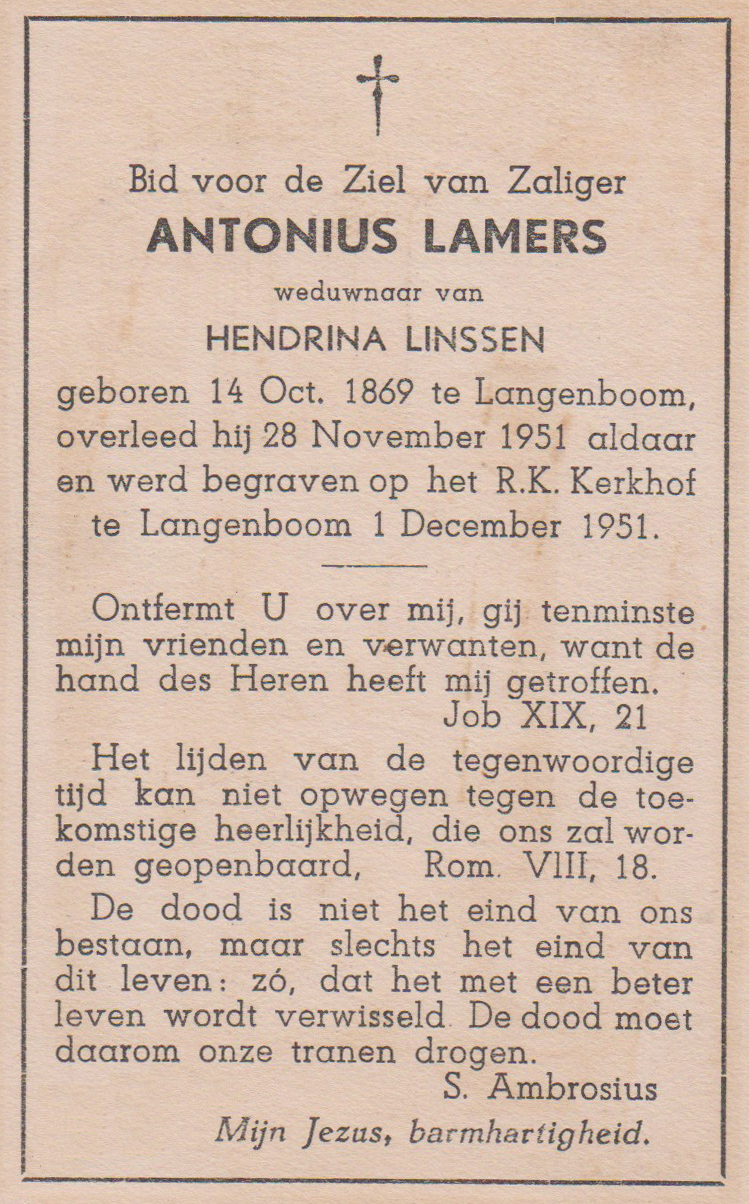 Bid voor de Ziel van Zaliger
ANTONIUS LAMERS
weduwnaar van
HENDRINA LINSSEN
geboren 14 Oct. 1869 te Langenboom,
overleed hij 28 November 1951 aldaar
en werd begraven op het R.K. Kerkhof
te Langenboom 1 December 1951.
Ontfermt U over mij, gij tenminste
mijn vrienden en verwanten, want de
hand des Heren heeft mij getroffen.
Job XIX, 21
Het lijden van de tegenwoordige
tijd kan niet opwegen tegen de toe-
komstige heerlijkheid, die ons zal wor-
den geopenbaard, Rom. VIII, 18.
De dood is niet het eind van ons
bestaan, maar slechts het eind van
dit leven: zó, dat het met een beter
leven wordt verwisseld. De dood moet
daarom onze tranen drogen.
S. Ambrosius
Mijn Jezus, barmhartigheid.